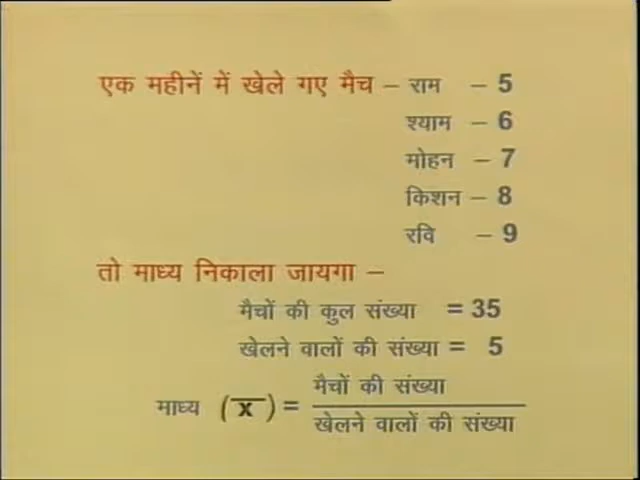 एक महीनें में खेले गए मैच – राम – 5
श्याम – 6
मोहन – 7
किशन – 8
रवि – 9
तो माध्य निकाला जायगा –
मैचों की कुल संख्या = 35
खेलने वालों की संख्या = 5
माध्य (x̅) = मैचों की संख्या
खेलने वालों की संख्या